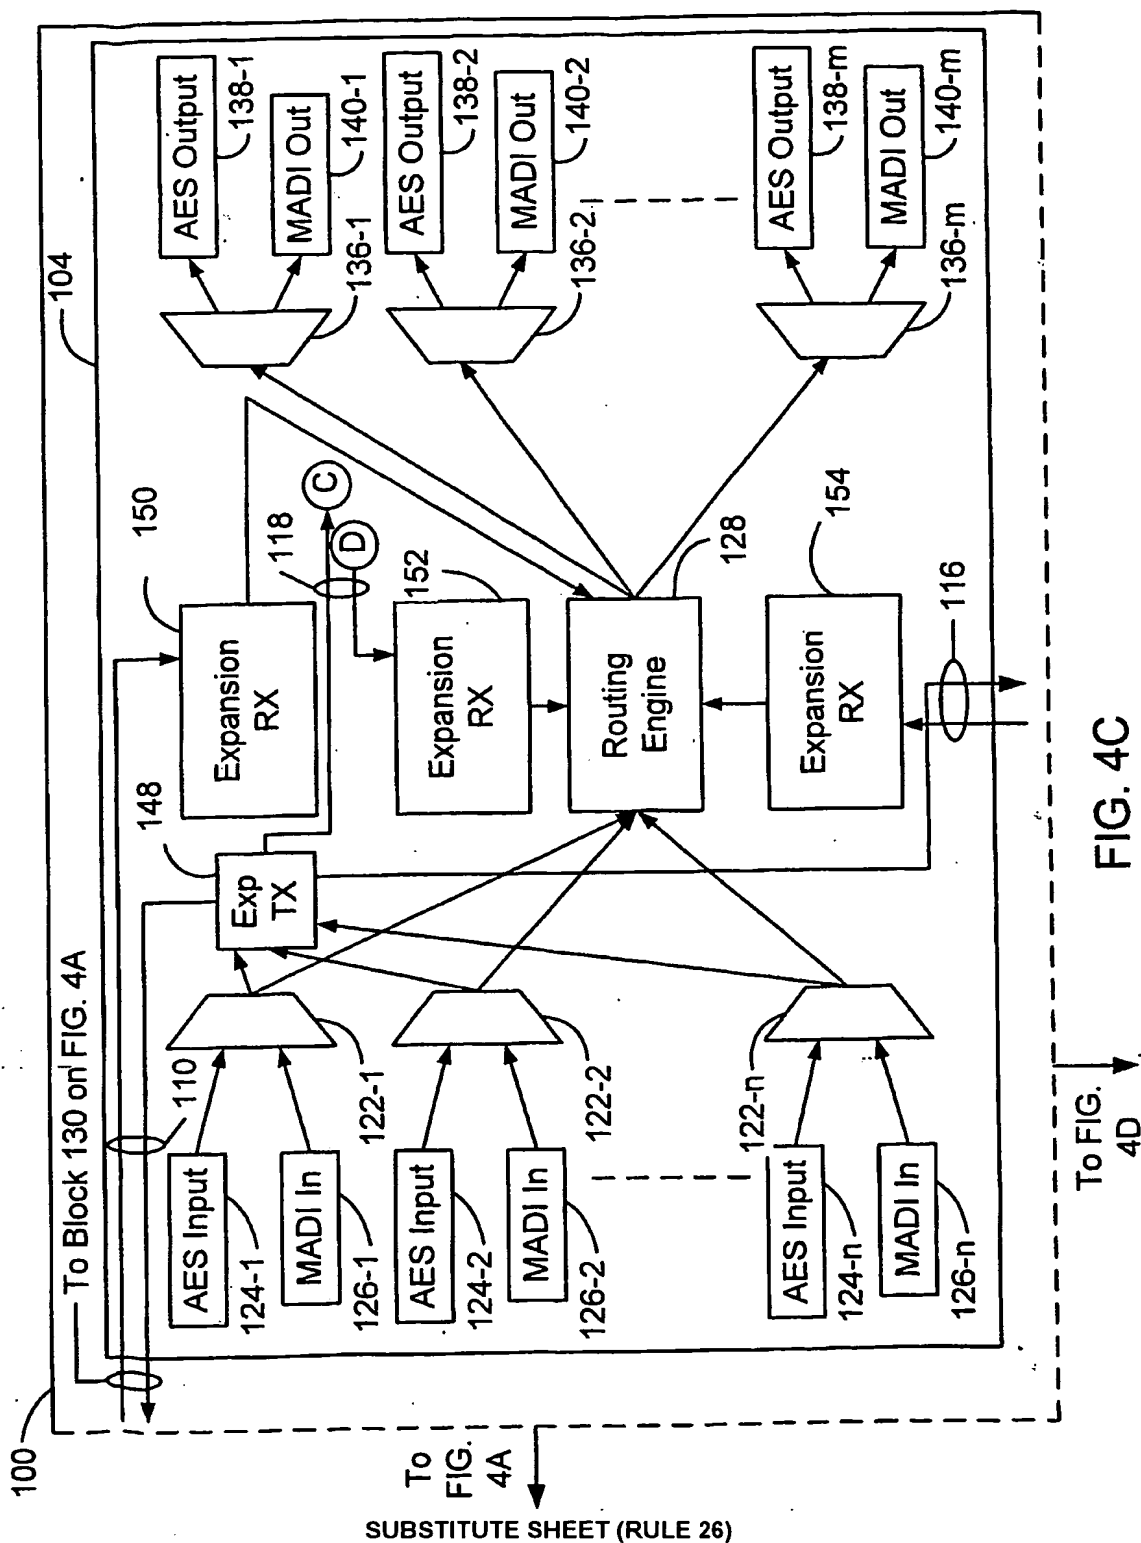 100
To Block 130 on FIG. 4A
104
110
148
150
118
C
D
AES Input
124-1
MADI In
126-1
122-1
Exp
TX
Expansion
RX
136-1
AES Output
138-1
MADI Out
140-1
AES Input
124-2
MADI In
126-2
122-2
Expansion
RX
152
136-2
AES Output
138-2
MADI Out
140-2
Routing
Engine
128
AES Input
124-n
MADI In
126-n
122-n
Expansion
RX
154
136-m
AES Output
138-m
MADI Out
140-m
116
To FIG.
4D
To
FIG.
4A
FIG. 4C
SUBSTITUTE SHEET (RULE 26)